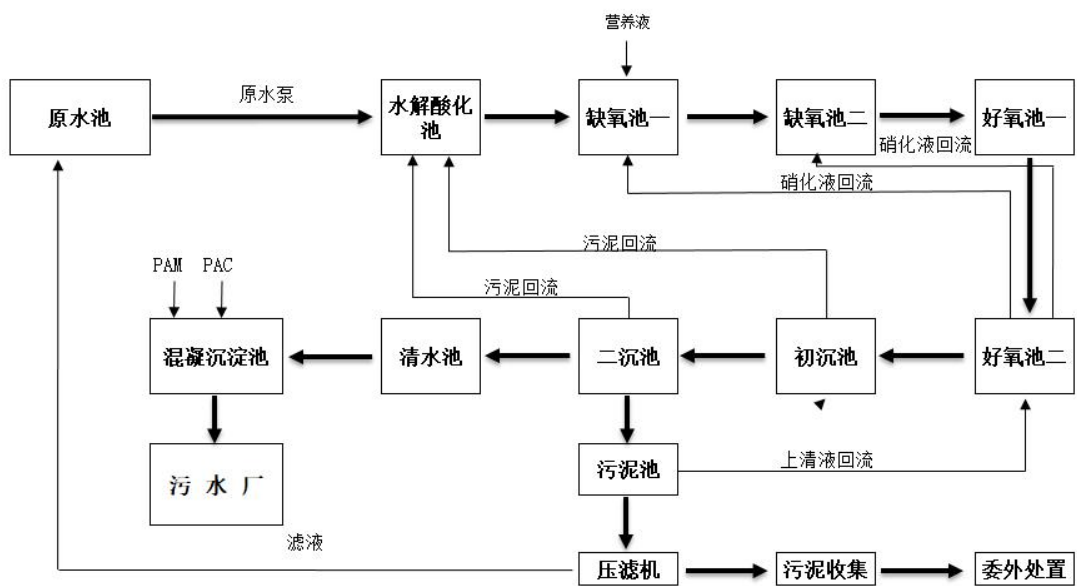 营养液
原水池
原水泵
水解酸化
池
缺氧池一
缺氧池二
好氧池一
硝化液回流
硝化液回流
污泥回流
污泥回流
PAM
PAC
混凝沉淀池
清水池
二沉池
初沉池
好氧池二
污水厂
污泥池
上清液回流
滤液
压滤机
污泥收集
委外处置